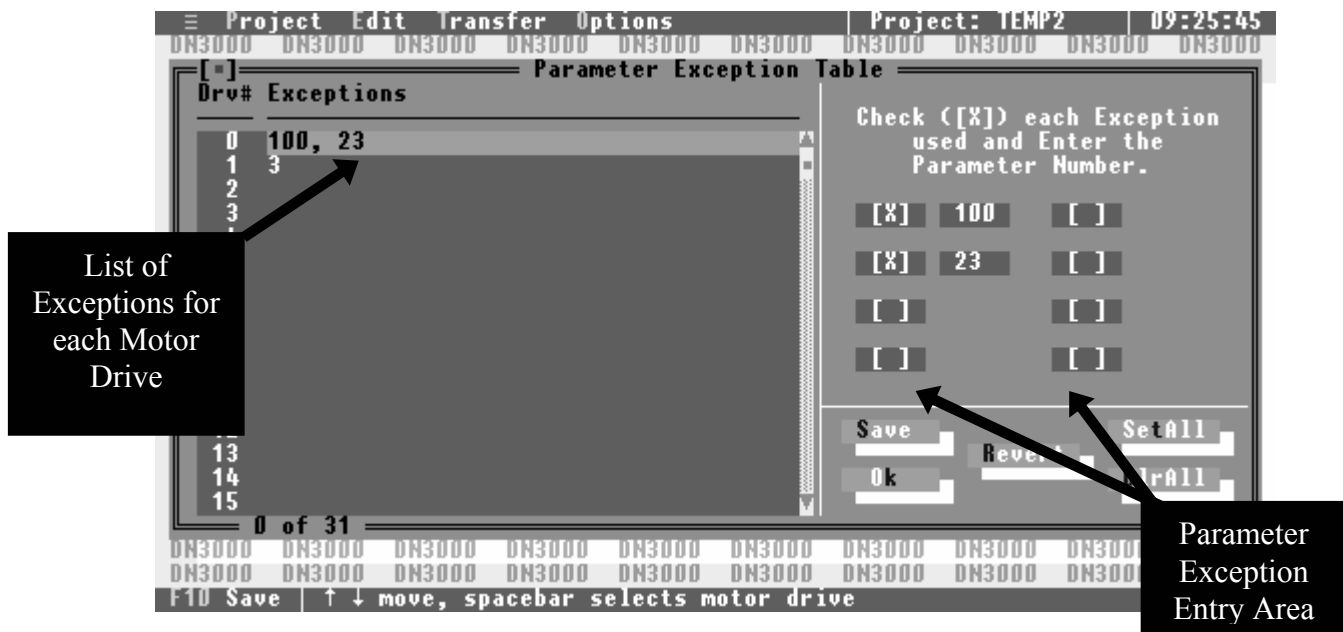 ≡ Project Edit Transfer Options Project: TEMP2 09:25:45
DN3000 DN3000 DN3000 DN3000 DN3000 DN3000 DN3000 DN3000 DN3000 DN3000
[▪] Parameter Exception Table
Drv# Exceptions
0 100, 23
1 3
2
3
13
14
15
0 of 31
Check ([X]) each Exception
used and Enter the
Parameter Number.
[X] 100 [ ]
[X] 23 [ ]
[ ] [ ]
[ ] [ ]
Save SetAll
Ok
DN3000 DN3000 DN3000 DN3000 DN3000 DN3000 DN3000 DN3000
DN3000 DN3000 DN3000 DN3000 DN3000 DN3000 DN3000 DN3000
F10 Save | ↑ ↓ move, spacebar selects motor drive
List of
Exceptions for
each Motor
Drive
Parameter
Exception
Entry Area